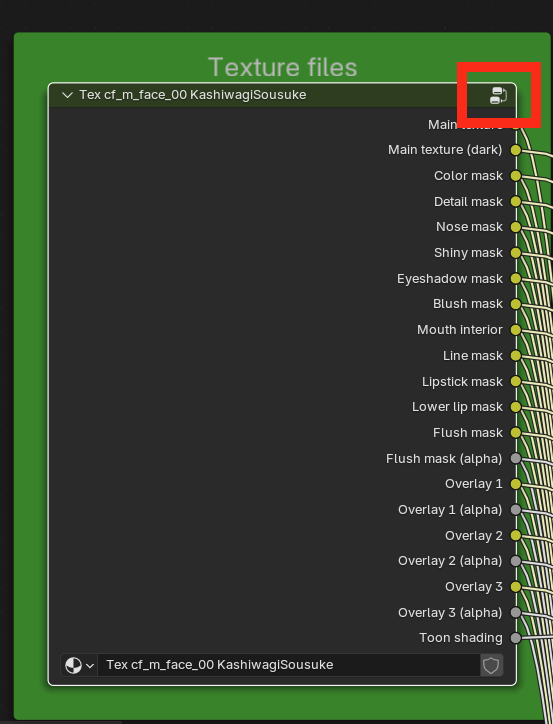 Texture files
Tex cf_m_face_00 KashiwagiSousuke
Main texture
Main texture (dark)
Color mask
Detail mask
Nose mask
Shiny mask
Eyeshadow mask
Blush mask
Mouth interior
Line mask
Lipstick mask
Lower lip mask
Flush mask
Flush mask (alpha)
Overlay 1
Overlay 1 (alpha)
Overlay 2
Overlay 2 (alpha)
Overlay 3
Overlay 3 (alpha)
Toon shading
Tex cf_m_face_00 KashiwagiSousuke